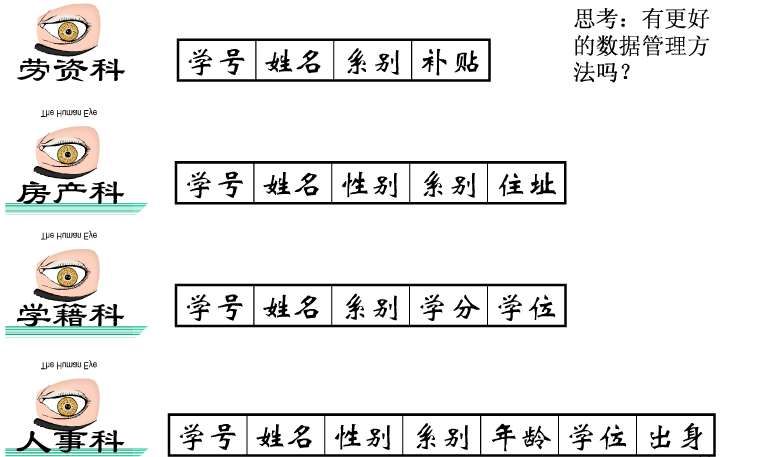 思考：有更好
的数据管理方
法吗？
劳资科
学号 姓名 系别 补贴
The Human Eye
房产科
学号 姓名 性别 系别 住址
The Human Eye
学籍科
学号 姓名 系别 学分 学位
The Human Eye
人事科
学号 姓名 性别 系别 年龄 学位 出身